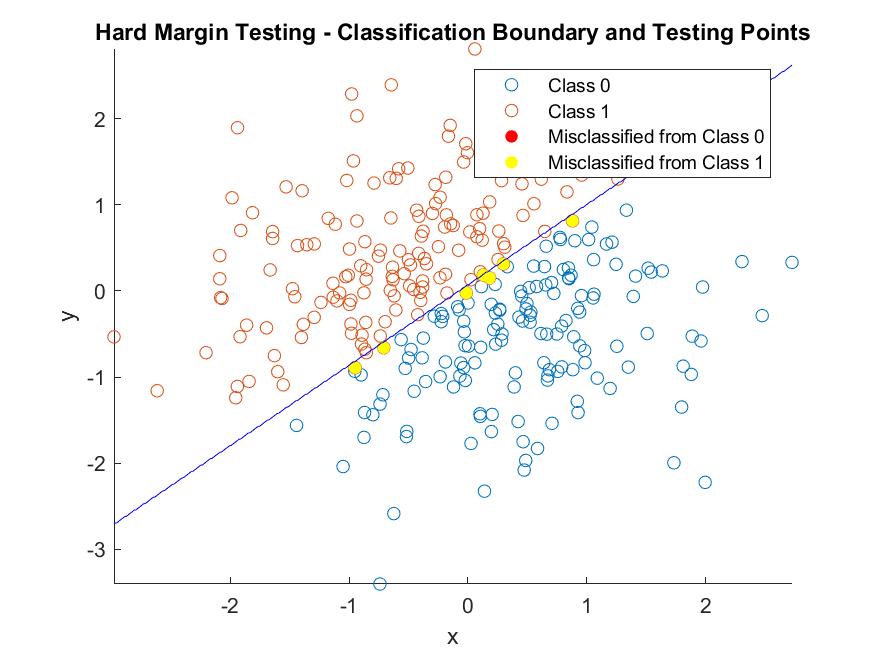 Hard Margin Testing - Classification Boundary and Testing Points
Class 0
Class 1
Misclassified from Class 0
Misclassified from Class 1
2
1
0
-1
-2
-3
y
-2
-1
0
1
2
x